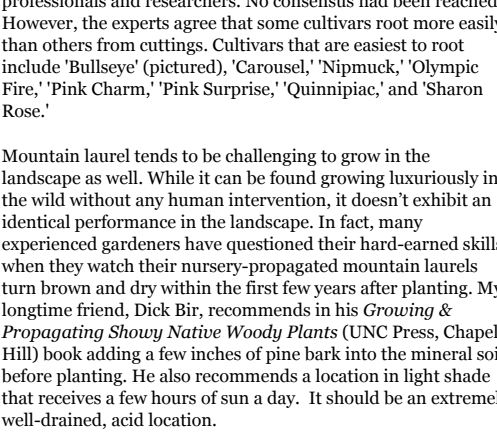 professionals and researchers. No consensus had been reached
However, the experts agree that some cultivars root more easily
than others from cuttings. Cultivars that are easiest to root
include 'Bullseye' (pictured), 'Carousel,' 'Nipmuck,' 'Olympic
Fire,' 'Pink Charm,' 'Pink Surprise,' 'Quinnipiac,' and 'Sharon
Rose.'
Mountain laurel tends to be challenging to grow in the
landscape as well. While it can be found growing luxuriously in
the wild without any human intervention, it doesn't exhibit an
identical performance in the landscape. In fact, many
experienced gardeners have questioned their hard-earned skills
when they watch their nursery-propagated mountain laurels
turn brown and dry within the first few years after planting. My
longtime friend, Dick Bir, recommends in his Growing &
Propagating Showy Native Woody Plants (UNC Press, Chapel
Hill) book adding a few inches of pine bark into the mineral soi
before planting. He also recommends a location in light shade
that receives a few hours of sun a day.  It should be an extremel
well-drained, acid location.